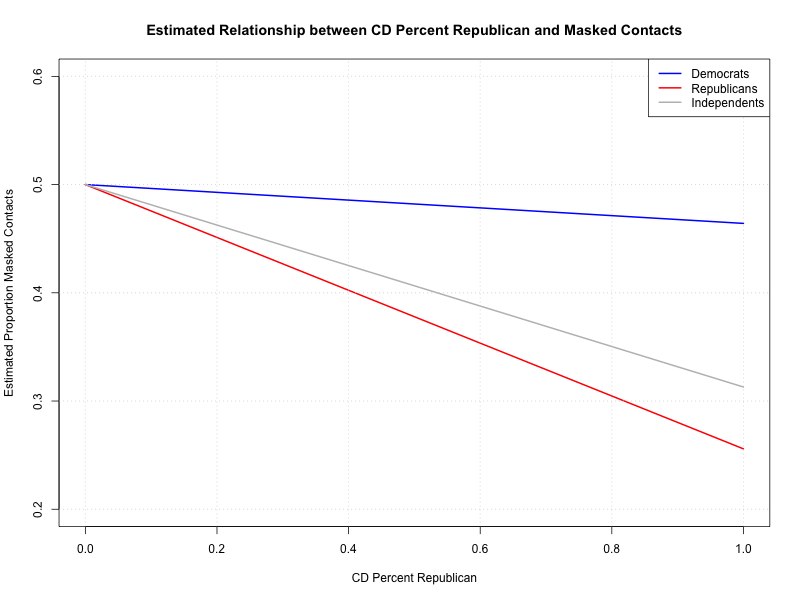 Estimated Relationship between CD Percent Republican and Masked Contacts
Democrats
Republicans
Independents
Estimated Proportion Masked Contacts
0.6
0.5
0.4
0.3
0.2
0.0 0.2 0.4 0.6 0.8 1.0
CD Percent Republican